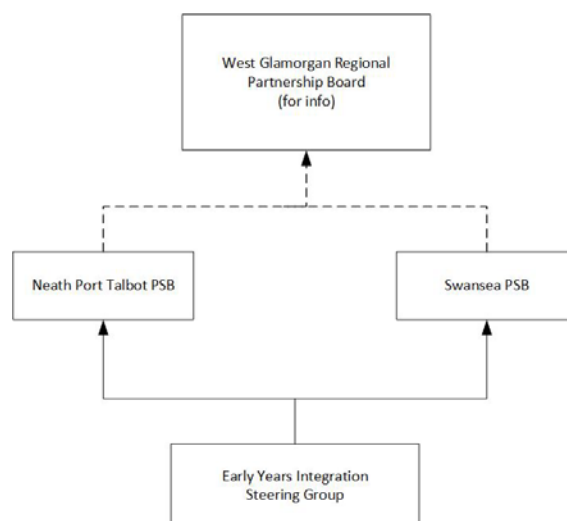 West Glamorgan Regional
Partnership Board
(for info)
Neath Port Talbot PSB
Swansea PSB
Early Years Integration
Steering Group